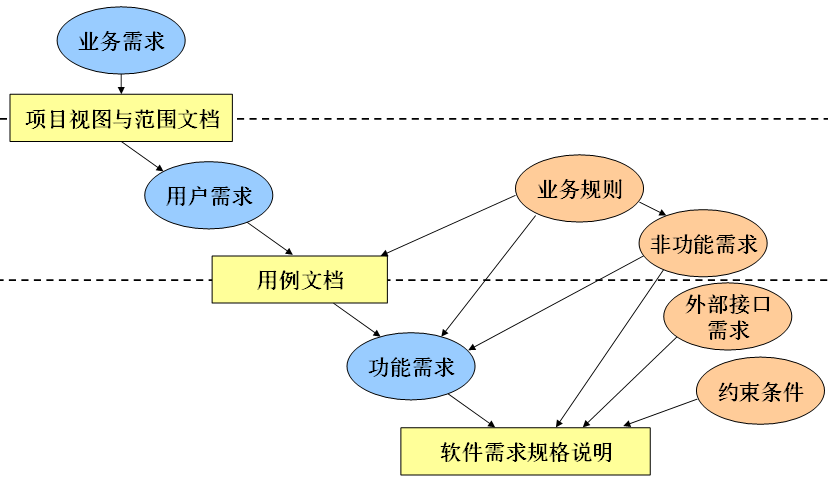 业务需求
项目视图与范围文档
用户需求
业务规则
非功能需求
用例文档
外部接口
需求
功能需求
约束条件
软件需求规格说明